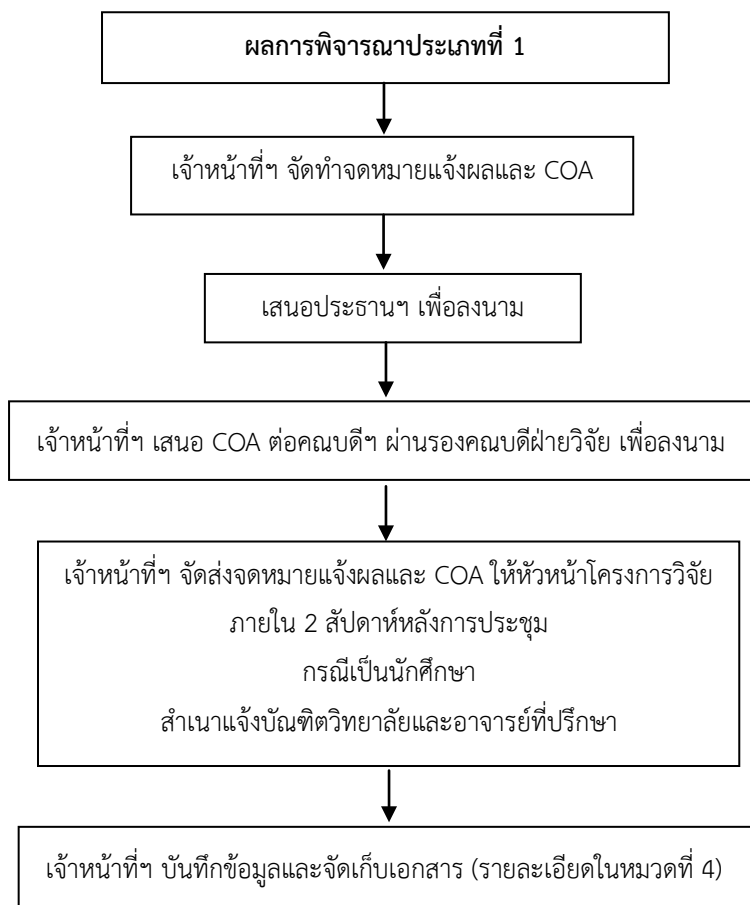 ผลการพิจารณาประเภทที่ 1
เจ้าหน้าที่ฯ จัดทำจดหมายแจ้งผลและ COA
เสนอประธานฯ เพื่อลงนาม
เจ้าหน้าที่ฯ เสนอ COA ต่อคณบดีฯ ผ่านรองคณบดีฝ่ายวิจัย เพื่อลงนาม
เจ้าหน้าที่ฯ จัดส่งจดหมายแจ้งผลและ COA ให้หัวหน้าโครงการวิจัย
ภายใน 2 สัปดาห์หลังการประชุม
กรณีเป็นนักศึกษา
สำเนาแจ้งบัณฑิตวิทยาลัยและอาจารย์ที่ปรึกษา
เจ้าหน้าที่ฯ บันทึกข้อมูลและจัดเก็บเอกสาร (รายละเอียดในหมวดที่ 4)